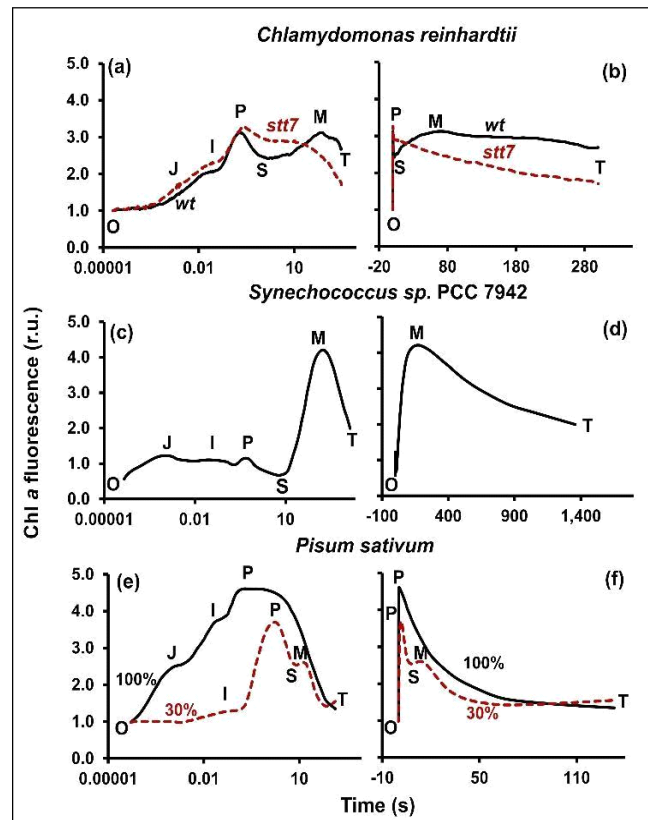 Chlamydomonas reinhardtii
(a)
(b)
5.0
4.0
3.0
2.0
1.0
0.0
O
J
I
P
S
M
T
wt
stt7
0.00001
0.01
10
P
M
S
O
T
wt
stt7
-20
80
180
280
Synechococcus sp. PCC 7942
(c)
(d)
5.0
4.0
3.0
2.0
1.0
0.0
O
J
I
P
S
M
T
0.00001
0.01
10
M
O
T
-100
400
900
1,400
Pisum sativum
(e)
(f)
5.0
4.0
3.0
2.0
1.0
0.0
O
J
I
P
100%
30%
I
P
S
M
T
0.00001
0.01
10
P
P
M
S
O
T
100%
30%
-10
50
110
Chl a fluorescence (r.u.)
Time (s)